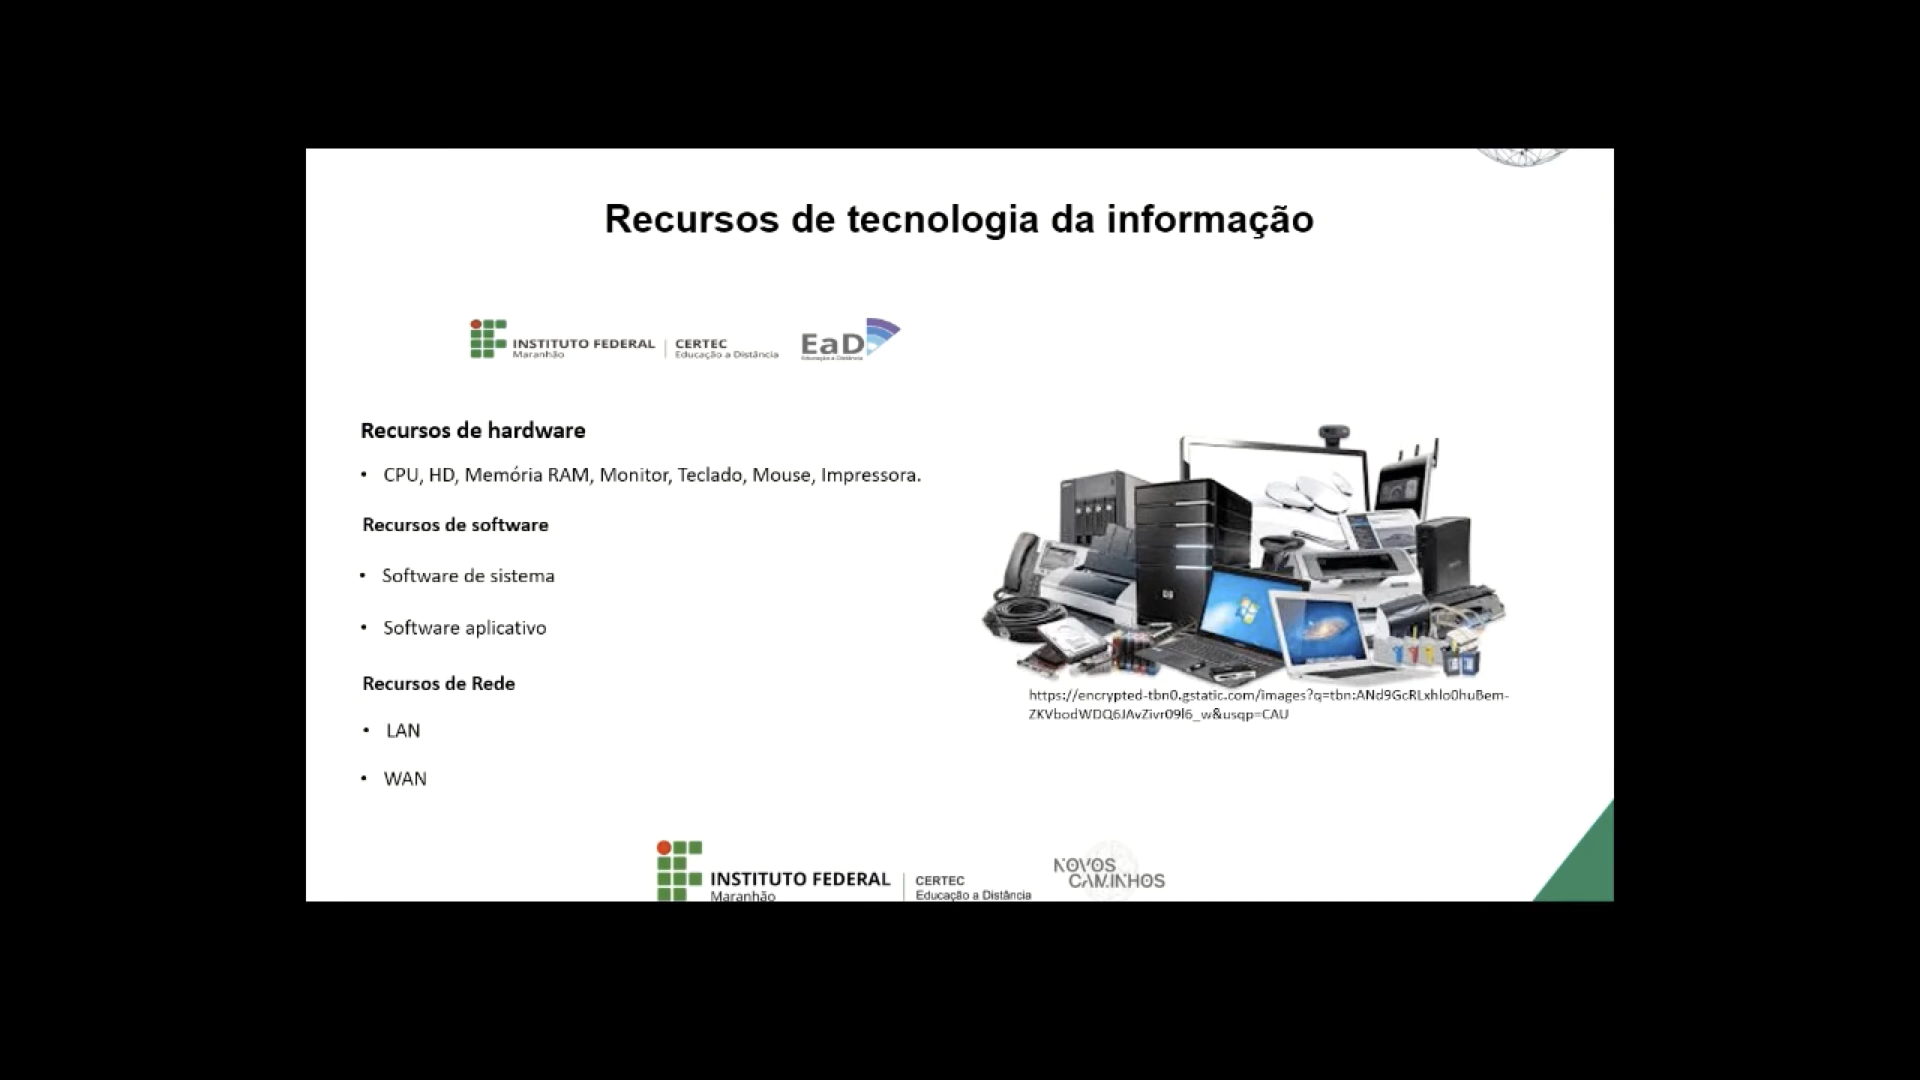 Recursos de tecnologia da informação
INSTITUTO FEDERAL
Maranhão
CERTEC
Educação a Distância
EaD
Educação a Distância
Recursos de hardware
• CPU, HD, Memória RAM, Monitor, Teclado, Mouse, Impressora.
Recursos de software
• Software de sistema
• Software aplicativo
Recursos de Rede
• LAN
• WAN
hp
https://encrypted-tbn0.gstatic.com/images?q=tbn:ANd9GcRLxhlo0huBem-
ZKVbodWDQ6JAvZivr09l6_w&usqp=CAU
INSTITUTO FEDERAL
Maranhão
CERTEC
Educação a Distância
NOVOS
CAMINHOS